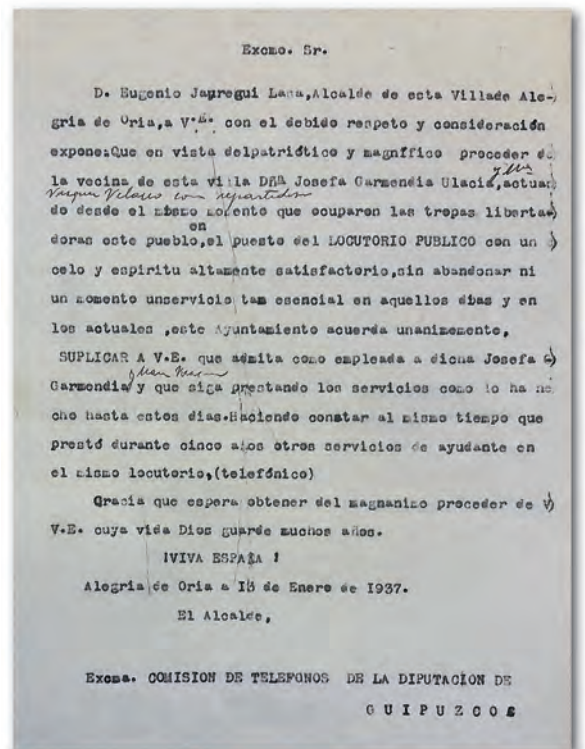 Excmo. Sr.
D. Eugenio Jauregui Lasa,Alcalde de esta Villade Ale-
gria de Oria,a V.E. con el debido respeto y consideración
expone:Que en vista delpatriótico y magnífico proceder de
la vecina de esta villa Dña Josefa Garmendia Ulacia,actuan
y
Velasco como repartidora
do desde el mismo momento que ocuparon las tropas liberta-
en
doras este pueblo,el puesto del LOCUTORIO PUBLICO con un
celo y espiritu altamente satisfactorio,sin abandonar ni
un momento unservicio tam esencial en aquellos dias y en
los actuales ,este Ayuntamiento acuerda unanimemente,
SUPLICAR A V.E. que admita como empleada a dicha Josefa G
y
Garmendia y que siga prestando los servicios como lo ha he
cho hasta estos dias.Haciendo constar al mismo tiempo que
prestó durante cinco años otros servicios de ayudante en
el mismo locutorio,(telefónico)
Gracia que espera obtener del magnanimo proceder de V
V.E. cuya vida Dios guarde muchos años.
¡VIVA ESPAÑA !
Alegria de Oria a de Enero de 1937.
El Alcalde,
Excma. COMISION DE TELEFONOS DE LA DIPUTACION DE
GUIPUZCOA